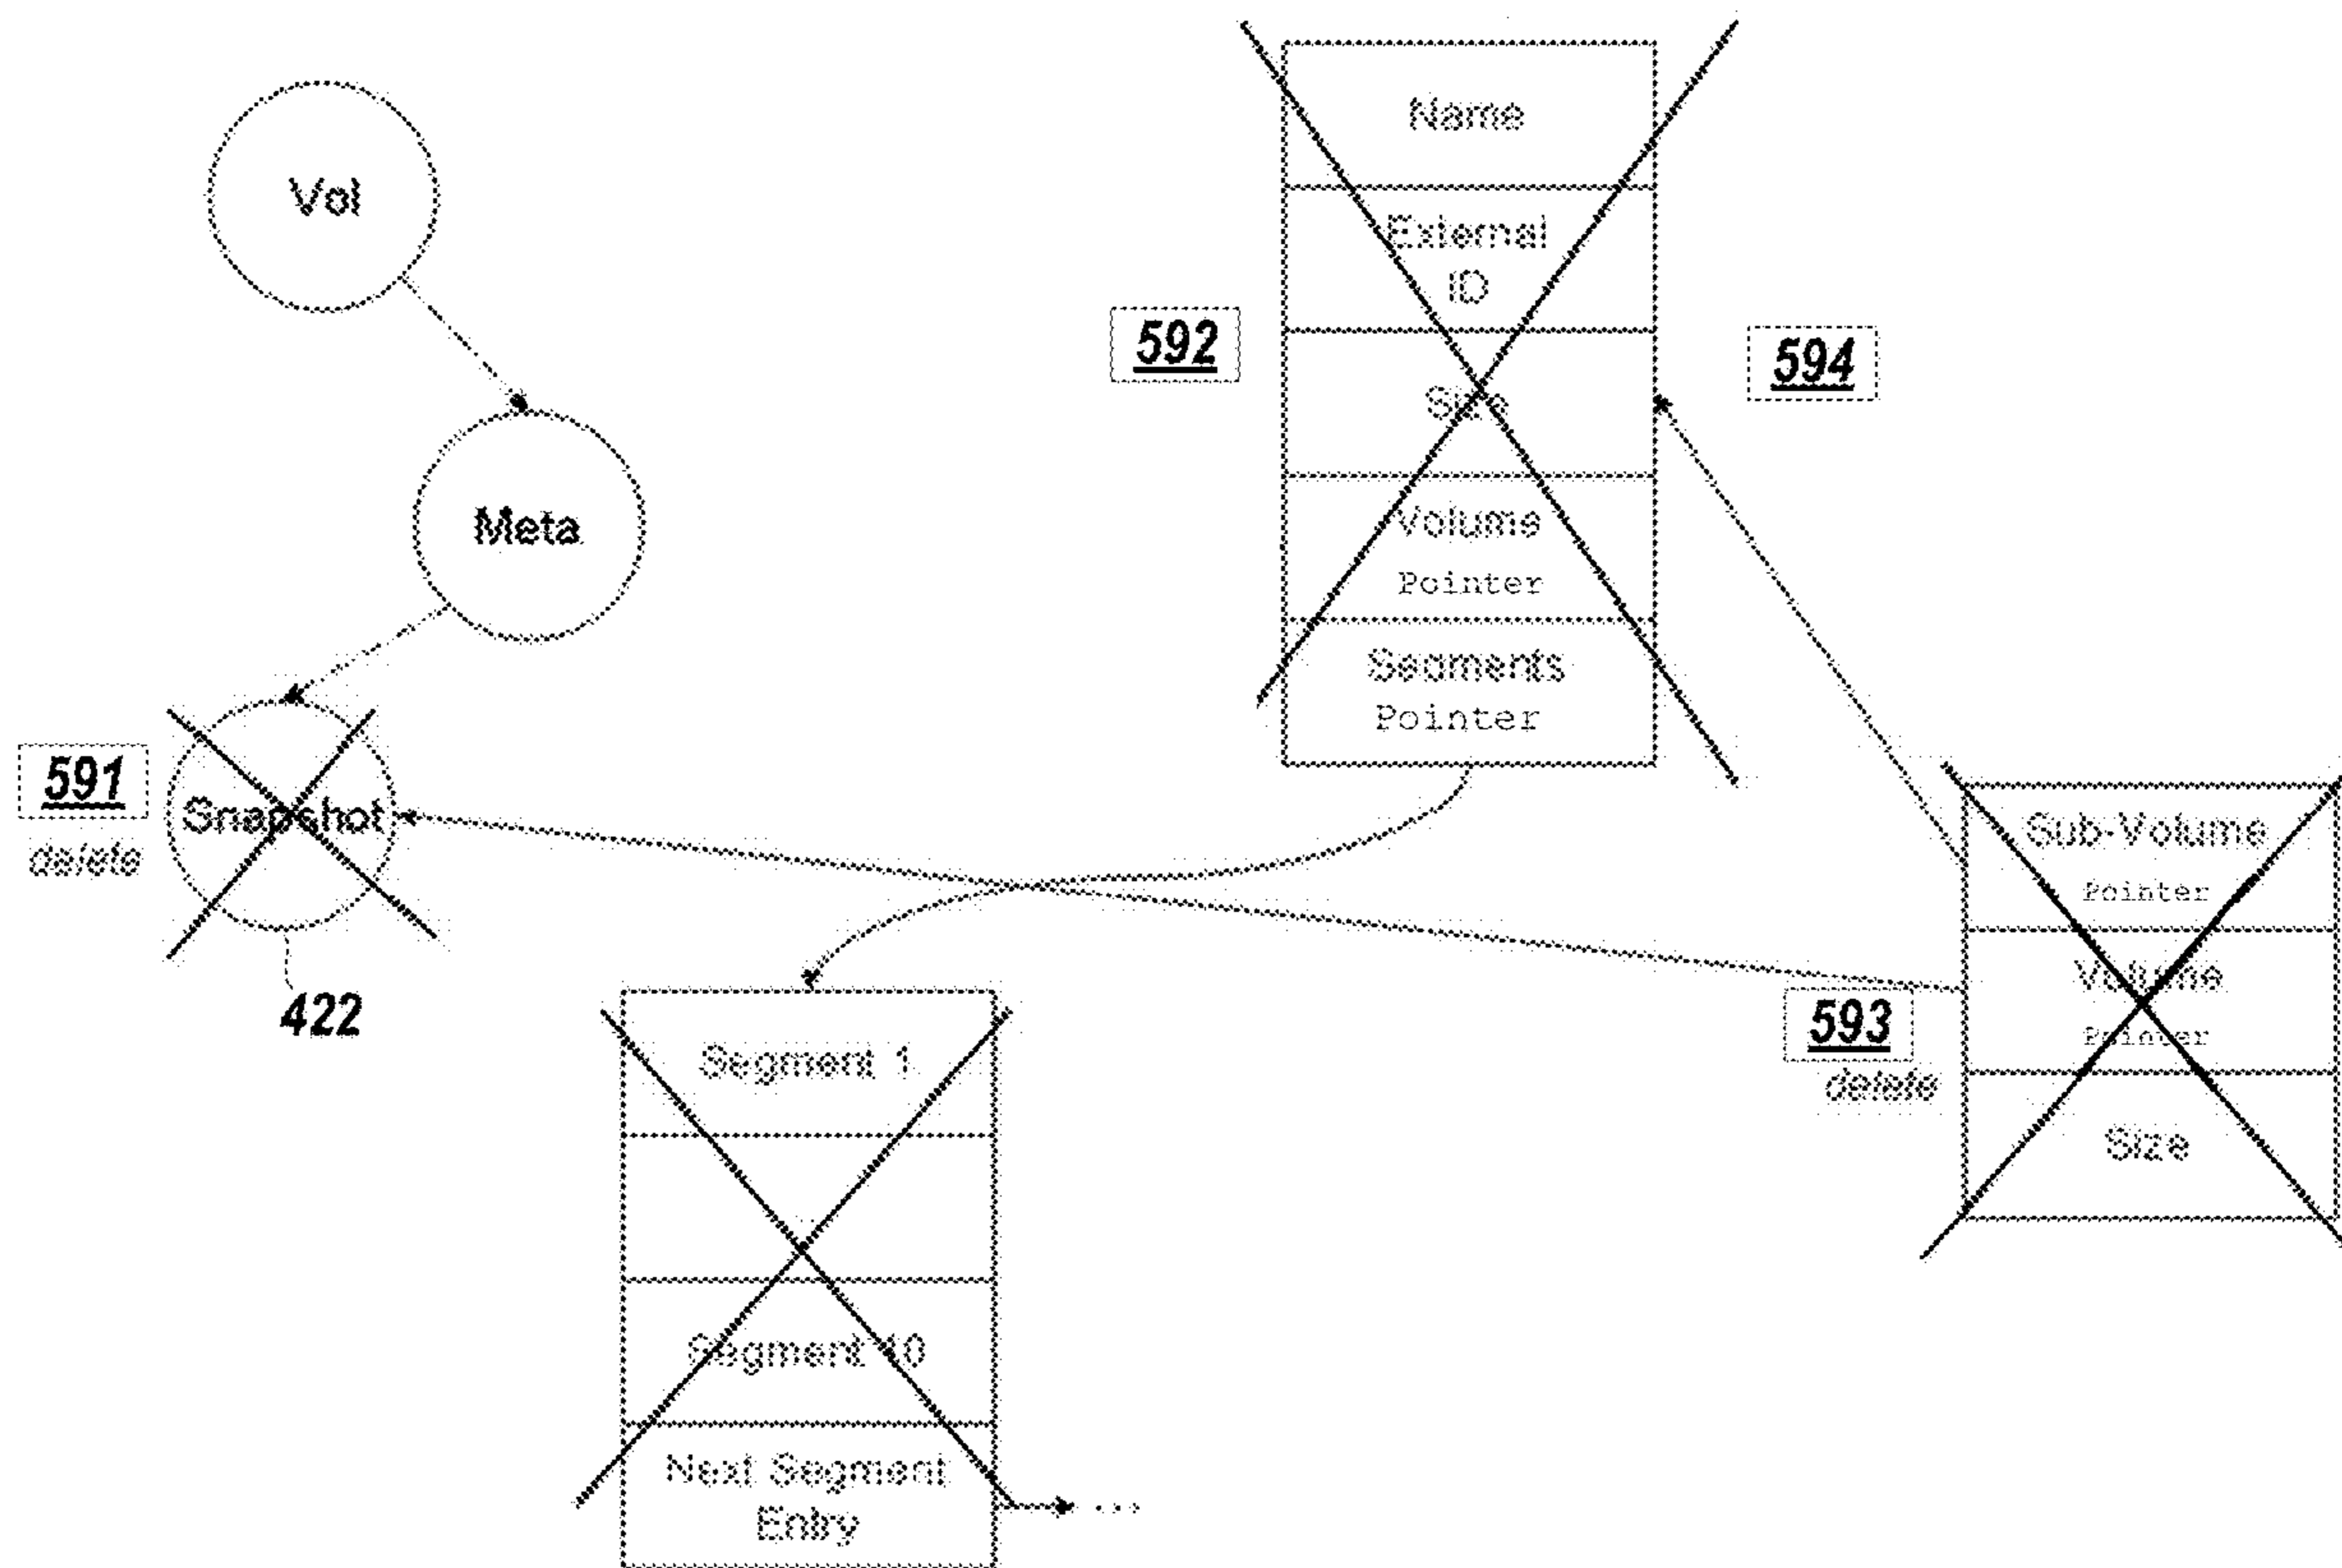 Vol
Meta
591
delete
Snapshot
422
592
Name
External
ID
Size
Volume
Pointer
Segments
Pointer
594
Segment 1
...
Segment 10
Next Segment
Entry
...
593
delete
Sub-Volume
Pointer
Volume
Pointer
Size